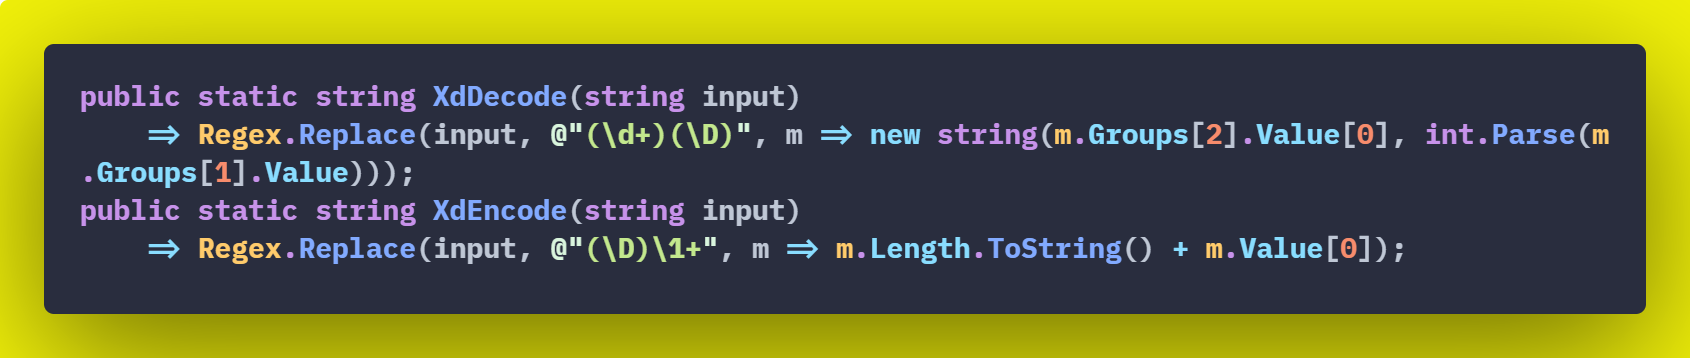 public static string XdDecode(string input)
    => Regex.Replace(input, @"(\d+)(\D)", m => new string(m.Groups[2].Value[0], int.Parse(m
.Groups[1].Value)));
public static string XdEncode(string input)
    => Regex.Replace(input, @"(\D)\1+", m => m.Length.ToString() + m.Value[0]);